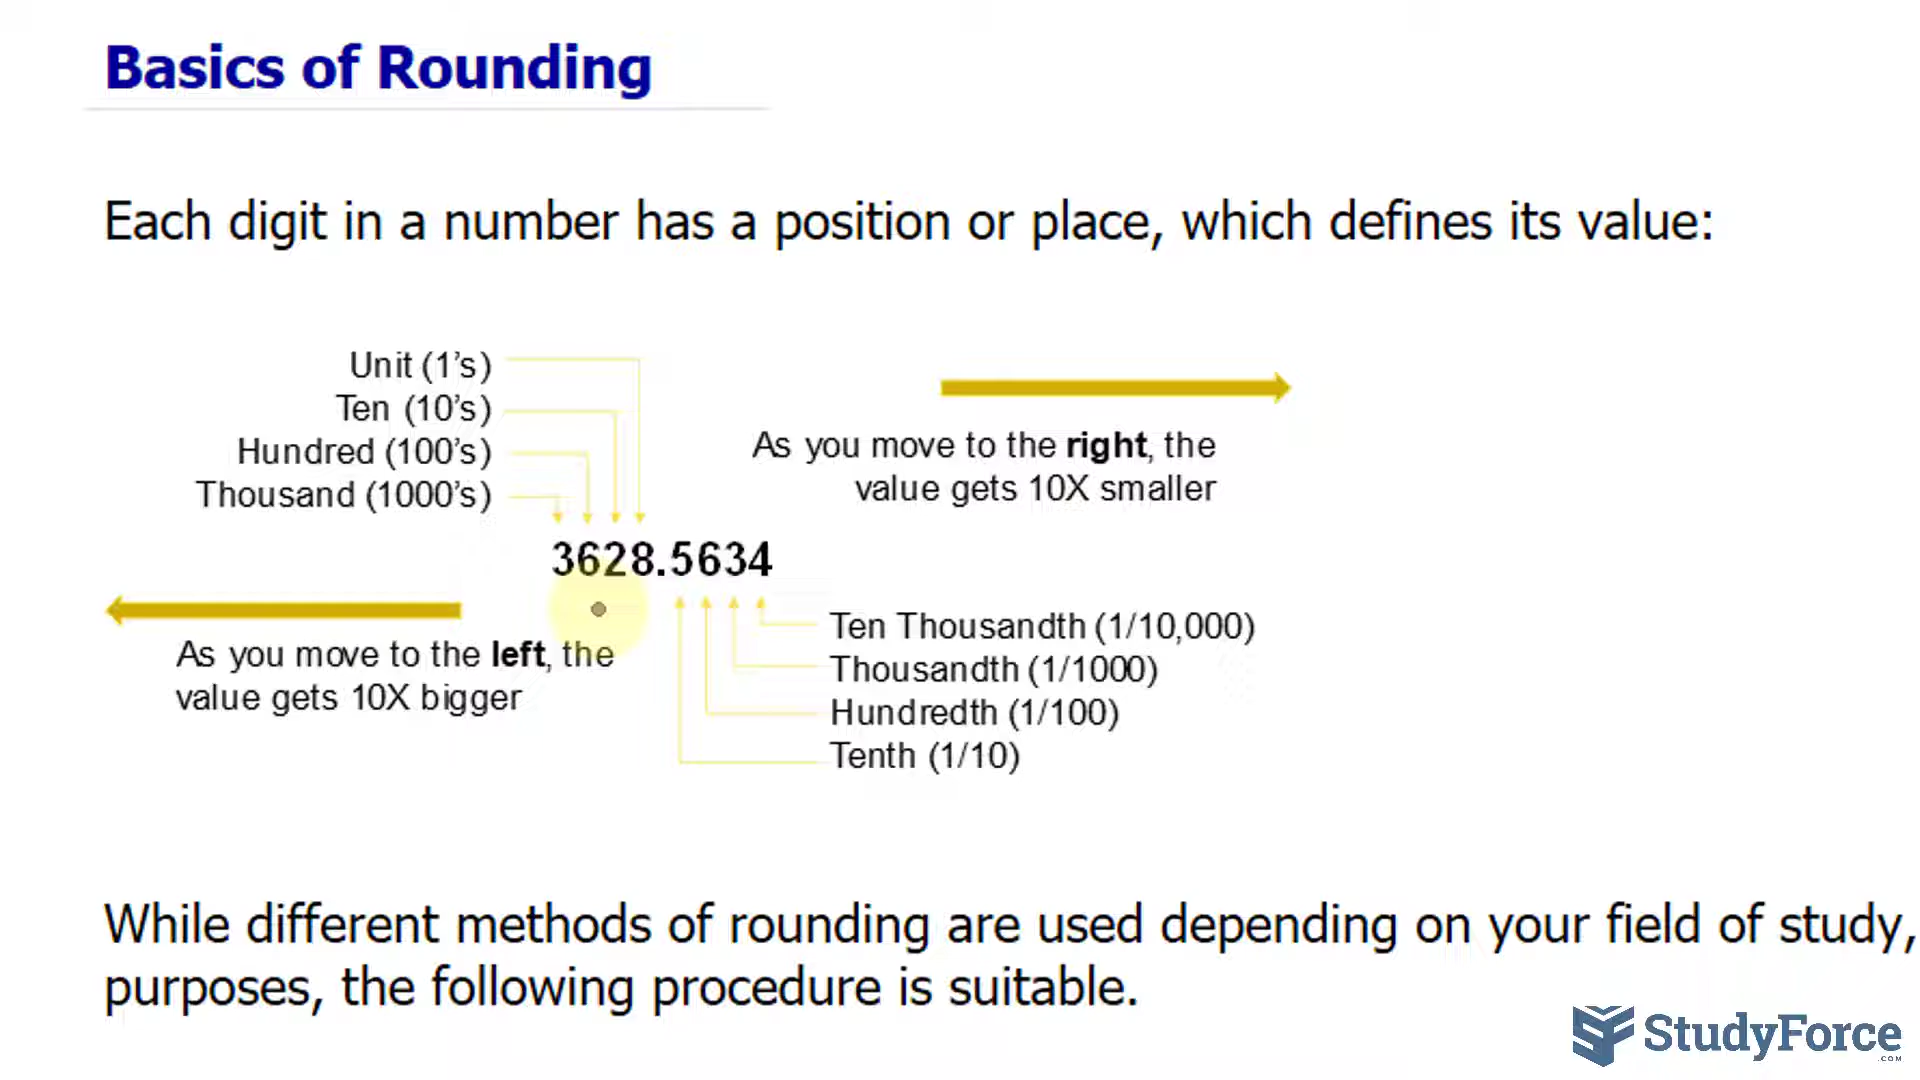 Basics of Rounding
Each digit in a number has a position or place, which defines its value:
Unit (1's)
Ten (10's)
Hundred (100's)
Thousand (1000's)
As you move to the right, the
value gets 10X smaller
3628.5634
As you move to the left, the
value gets 10X bigger
Ten Thousandth (1/10,000)
Thousandth (1/1000)
Hundredth (1/100)
Tenth (1/10)
While different methods of rounding are used depending on your field of study,
purposes, the following procedure is suitable.
StudyForce
.COM